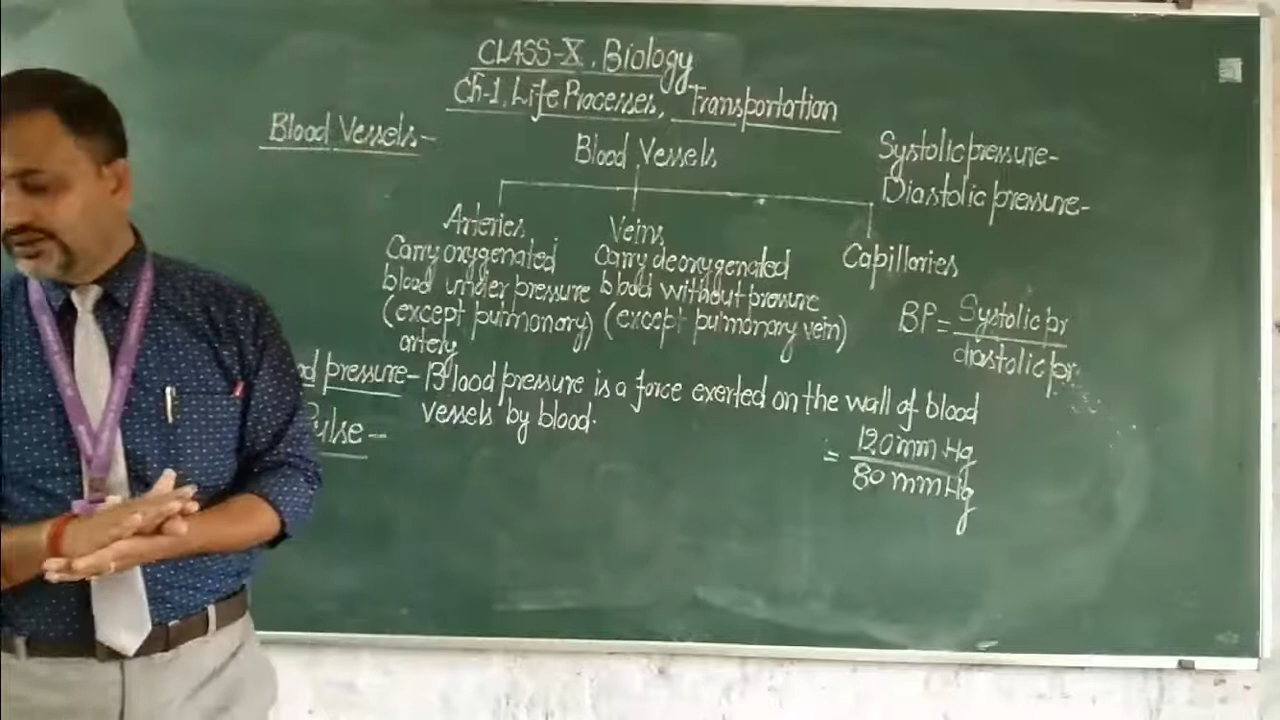 CLASS-X, Biology
Ch-1, Life Processes, Transportation
Blood Vessels-
Blood Vessels
Arteries
Carry oxygenated
blood under pressure
(except pulmonary)
artery
Veins
Carry deoxygenated
blood without pressure
(except pulmonary vein)
Capillaries
Systolic pressure-
Diastolic pressure-
BP = Systolic pr
diastolic pr
pressure- Blood pressure is a force exerted on the wall of blood
vessels by blood.
= 120 mm Hg
80 mm Hg
Pulse-